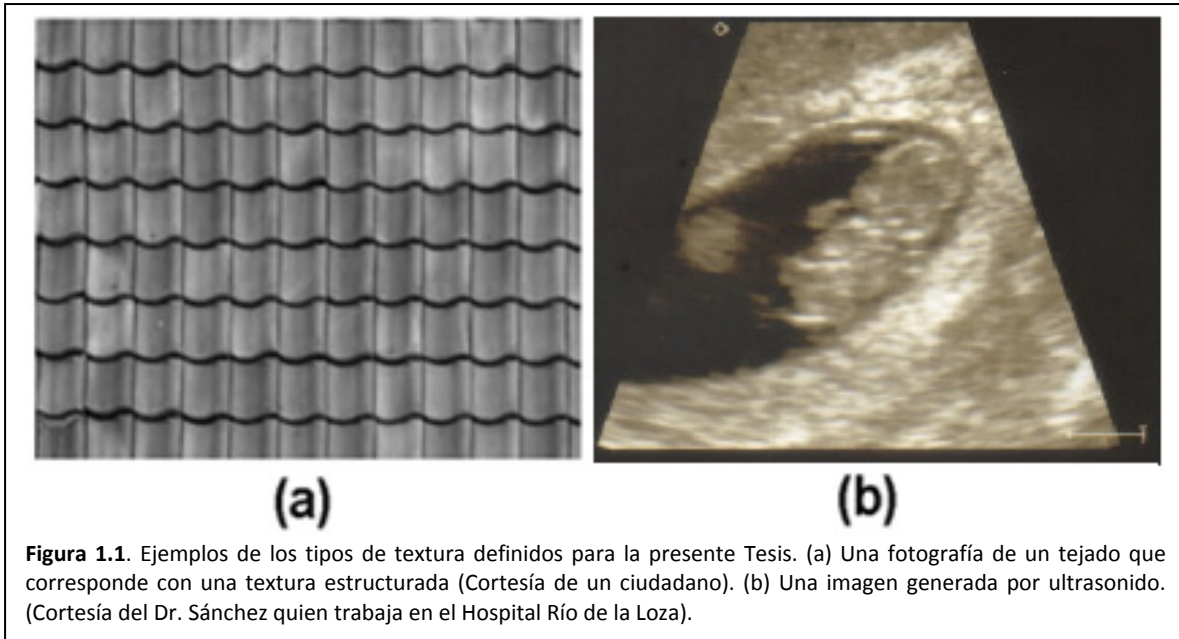 (a)
(b)
Figura 1.1. Ejemplos de los tipos de textura definidos para la presente Tesis. (a) Una fotografía de un tejado que
corresponde con una textura estructurada (Cortesía de un ciudadano). (b) Una imagen generada por ultrasonido.
(Cortesía del Dr. Sánchez quien trabaja en el Hospital Río de la Loza).